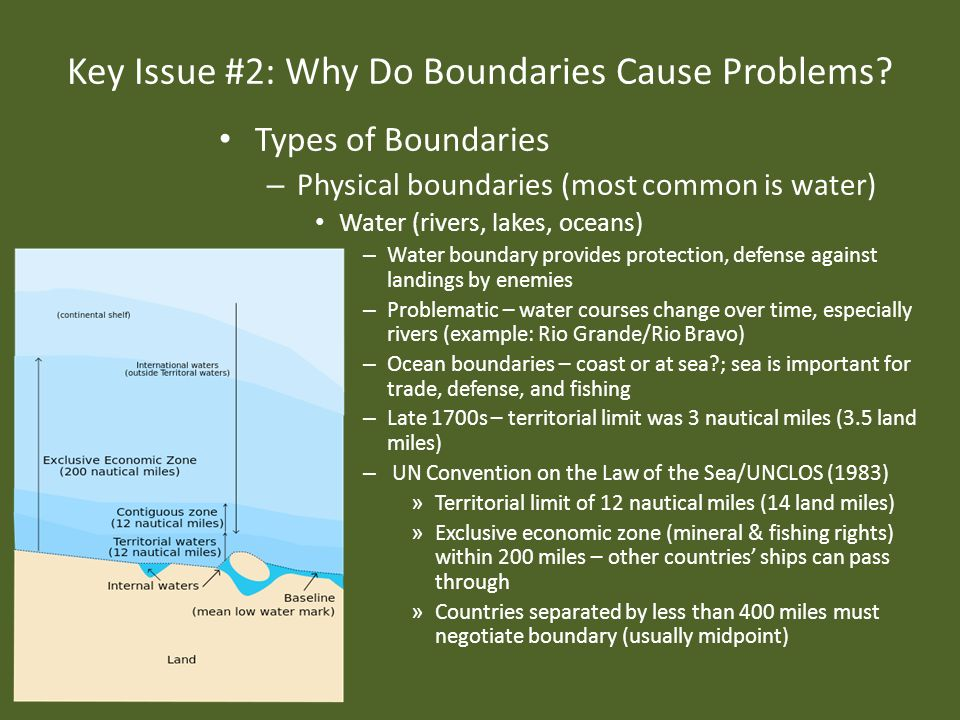 Key Issue #2: Why Do Boundaries Cause Problems?
• Types of Boundaries
– Physical boundaries (most common is water)
• Water (rivers, lakes, oceans)
– Water boundary provides protection, defense against
landings by enemies
– Problematic – water courses change over time, especially
rivers (example: Rio Grande/Rio Bravo)
– Ocean boundaries – coast or at sea?; sea is important for
trade, defense, and fishing
– Late 1700s – territorial limit was 3 nautical miles (3.5 land
miles)
– UN Convention on the Law of the Sea/UNCLOS (1983)
» Territorial limit of 12 nautical miles (14 land miles)
» Exclusive economic zone (mineral & fishing rights)
within 200 miles – other countries’ ships can pass
through
» Countries separated by less than 400 miles must
negotiate boundary (usually midpoint)
(continental shelf)
International waters
(outside Territoral waters)
Exclusive Economic Zone
(200 nautical miles)
Contiguous zone
(12 nautical miles)
Territorial waters
(12 nautical miles)
Internal waters
Baseline
(mean low water mark)
Land